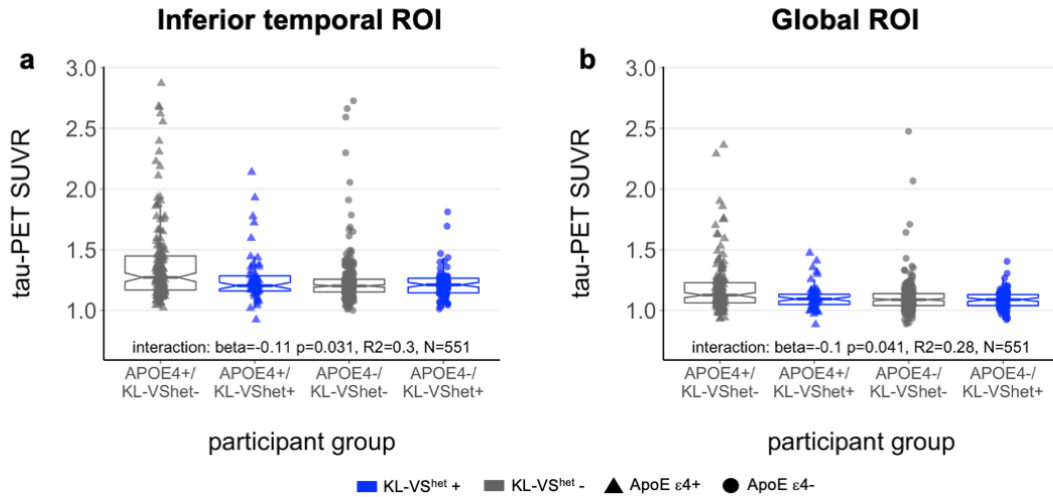 Inferior temporal ROI
Global ROI
a
b
tau-PET SUVR
3.0
2.5
2.0
1.5
1.0
interaction: beta=-0.11 p=0.031, R2=0.3, N=551
APOE4+/ APOE4+/ APOE4-/ APOE4-/
KL-VShet- KL-VShet+ KL-VShet- KL-VShet+
participant group
tau-PET SUVR
3.0
2.5
2.0
1.5
1.0
interaction: beta=-0.1 p=0.041, R2=0.28, N=551
APOE4+/ APOE4+/ APOE4-/ APOE4-/
KL-VShet- KL-VShet+ KL-VShet- KL-VShet+
participant group
KL-VShet + KL-VShet - ApoE ε4+ ApoE ε4-